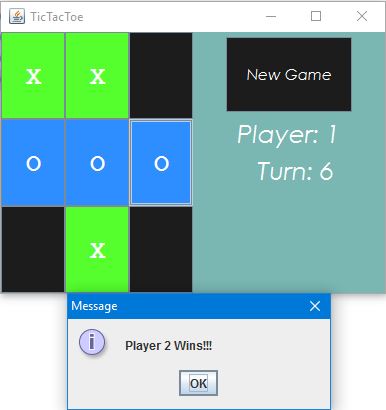 TicTacToe
X X
New Game
Player: 1
Turn: 6
O O O
X
Message
Player 2 Wins!!!
OK